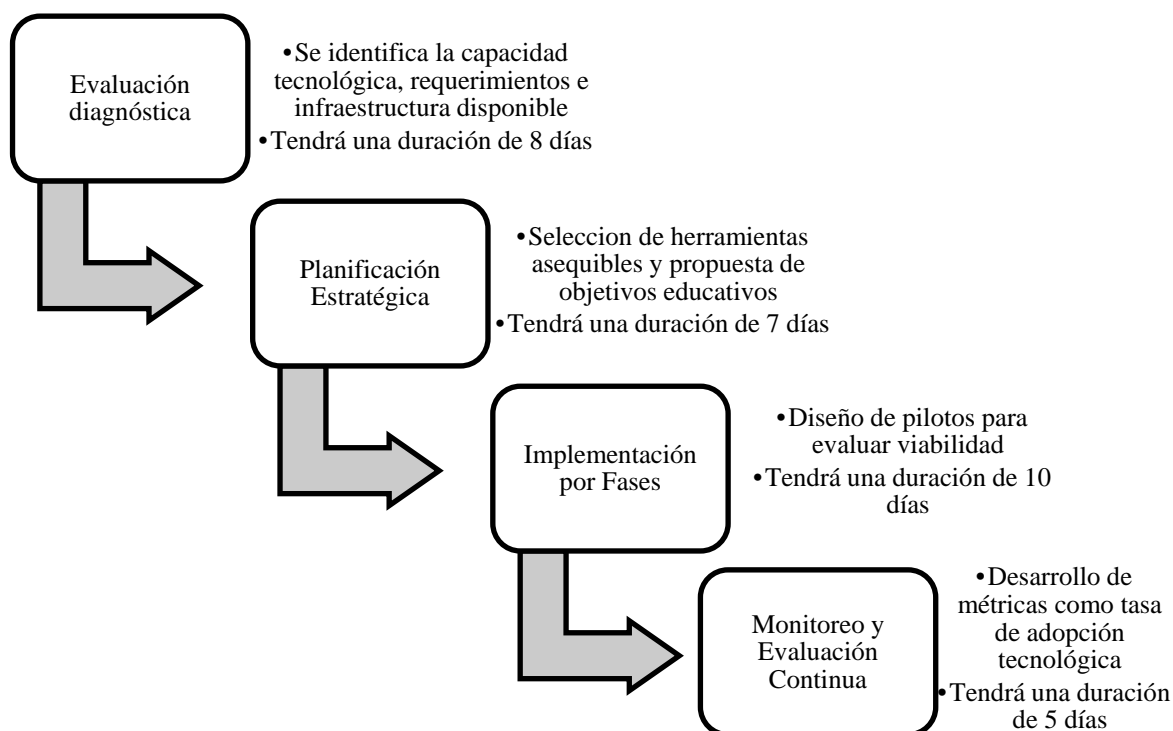 Evaluación
diagnóstica
•Se identifica la capacidad
tecnológica, requerimientos e
infraestructura disponible
•Tendrá una duración de 8 días
Planificación
Estratégica
•Seleccion de herramientas
asequibles y propuesta de
objetivos educativos
•Tendrá una duración de 7 días
Implementación
por Fases
•Diseño de pilotos para
evaluar viabilidad
•Tendrá una duración de 10
días
Monitoreo y
Evaluación
Continua
•Desarrollo de
métricas como tasa
de adopción
tecnológica
•Tendrá una duración
de 5 días